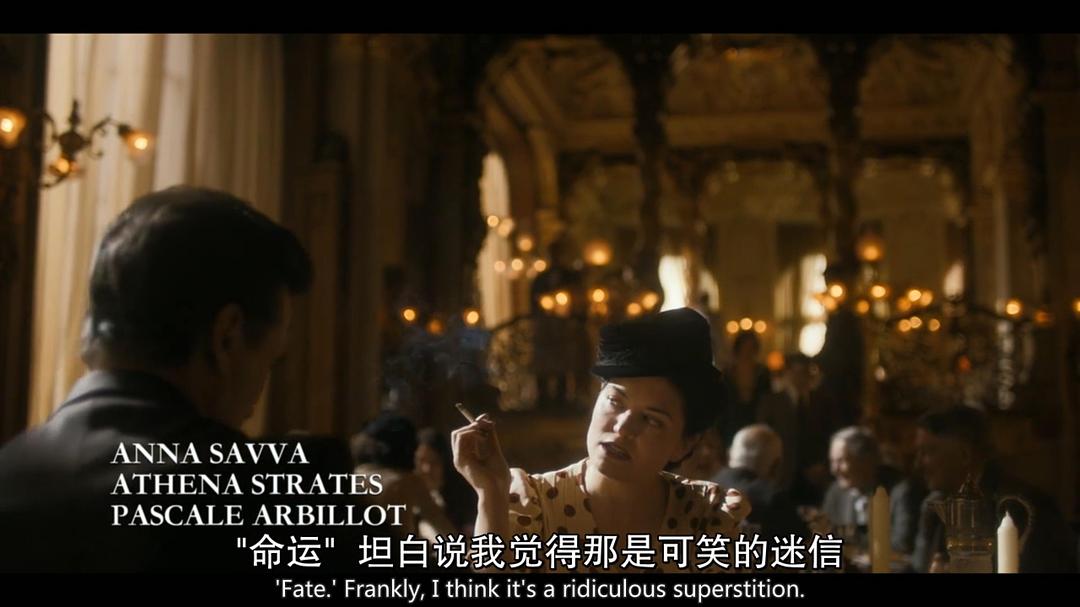 ANNA SAVVA
ATHENA STRATES
PASCALE ARBILLOT
"命运" 坦白说我觉得那是可笑的迷信
'Fate.' Frankly, I think it's a ridiculous superstition.